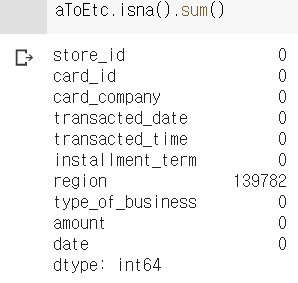 aToEtc.isna().sum()
store_id 0
card_id 0
card_company 0
transacted_date 0
transacted_time 0
installment_term 0
region 139782
type_of_business 0
amount 0
date 0
dtype: int64